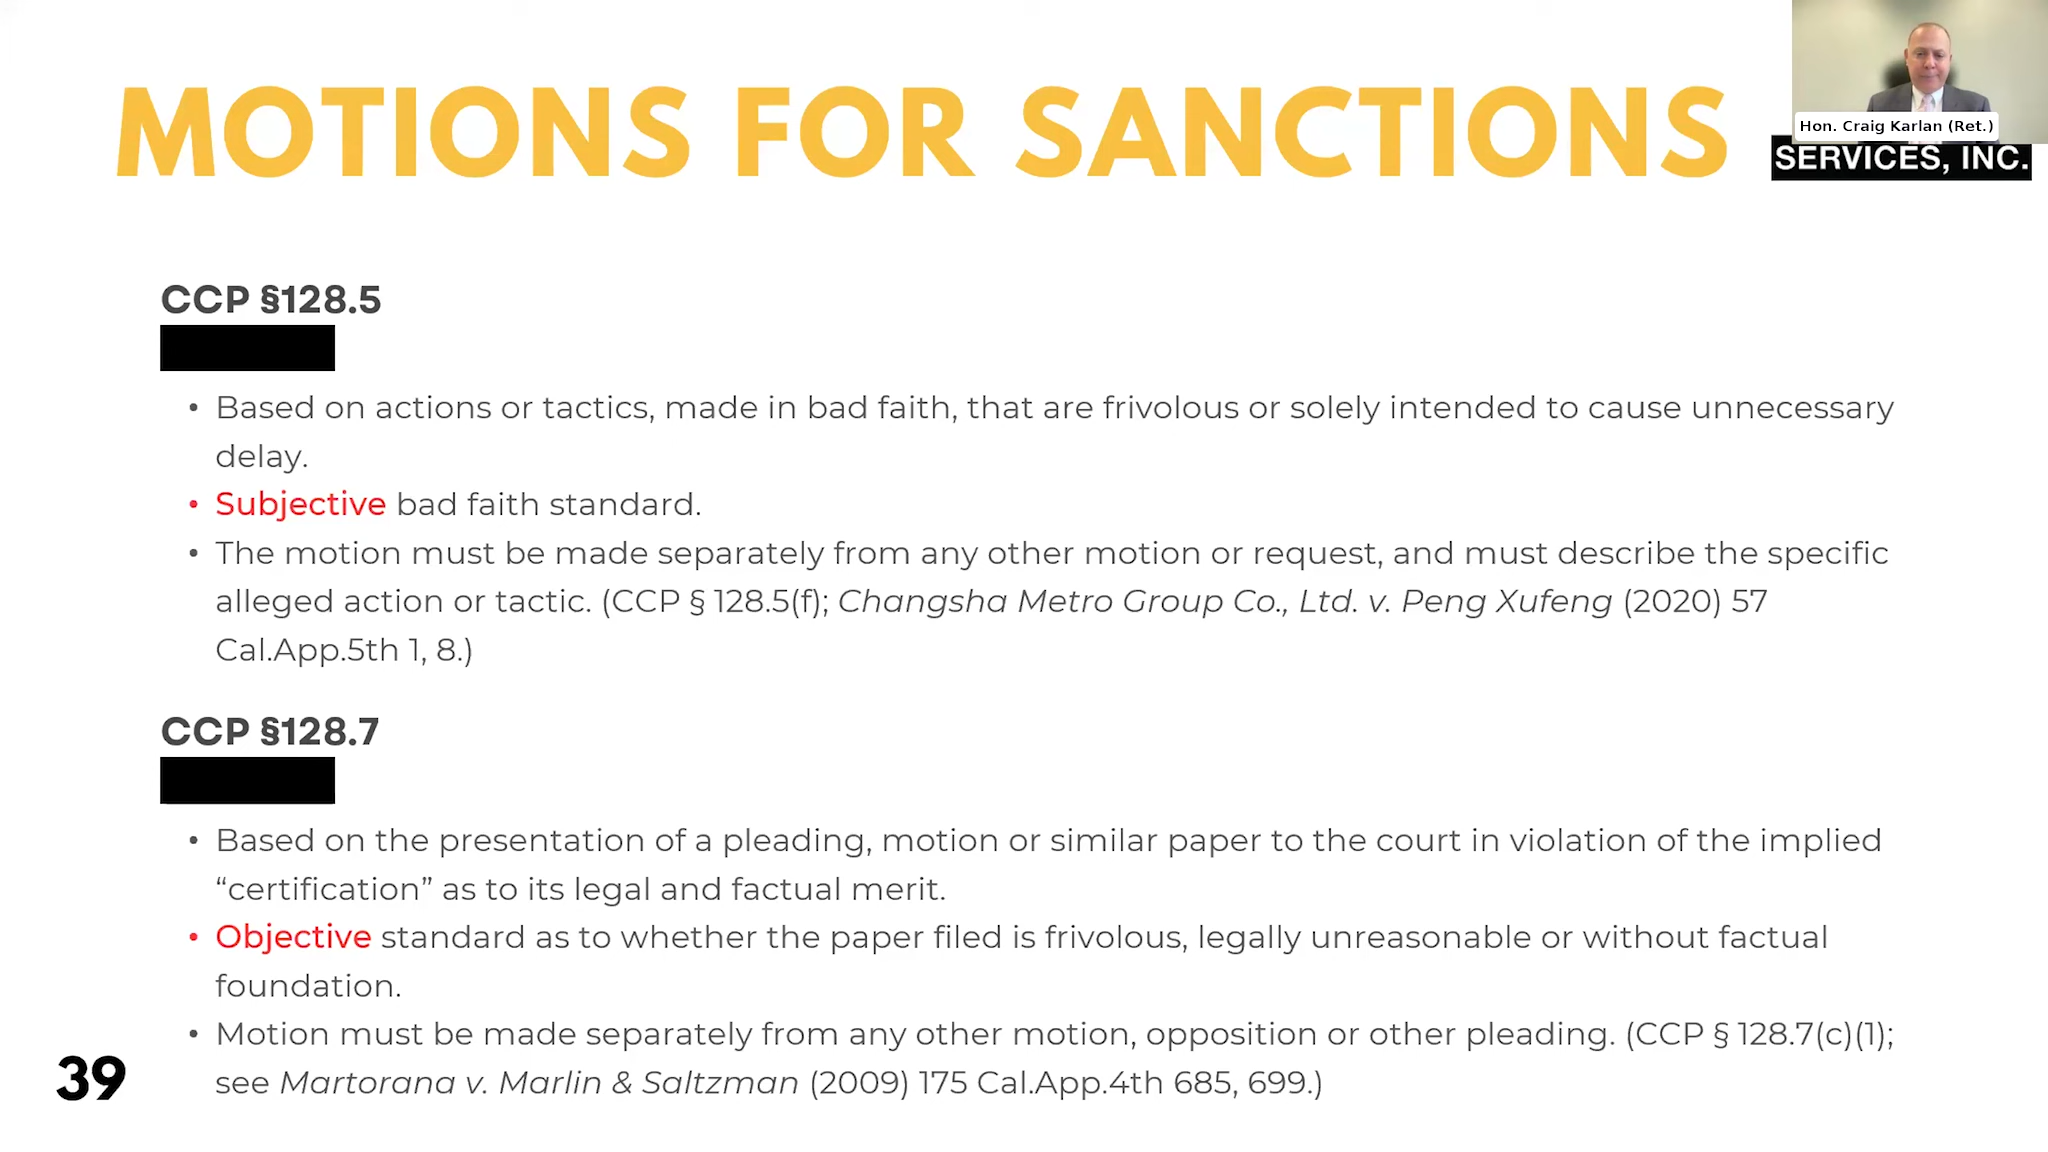 MOTIONS FOR SANCTIONS
Hon. Craig Karlan (Ret.)
SERVICES, INC.
CCP §128.5
• Based on actions or tactics, made in bad faith, that are frivolous or solely intended to cause unnecessary
delay.
• Subjective bad faith standard.
• The motion must be made separately from any other motion or request, and must describe the specific
alleged action or tactic. (CCP § 128.5(f); Changsha Metro Group Co., Ltd. v. Peng Xufeng (2020) 57
Cal.App.5th 1, 8.)
CCP §128.7
• Based on the presentation of a pleading, motion or similar paper to the court in violation of the implied
“certification” as to its legal and factual merit.
• Objective standard as to whether the paper filed is frivolous, legally unreasonable or without factual
foundation.
• Motion must be made separately from any other motion, opposition or other pleading. (CCP § 128.7(c)(1);
see Martorana v. Marlin & Saltzman (2009) 175 Cal.App.4th 685, 699.)
39